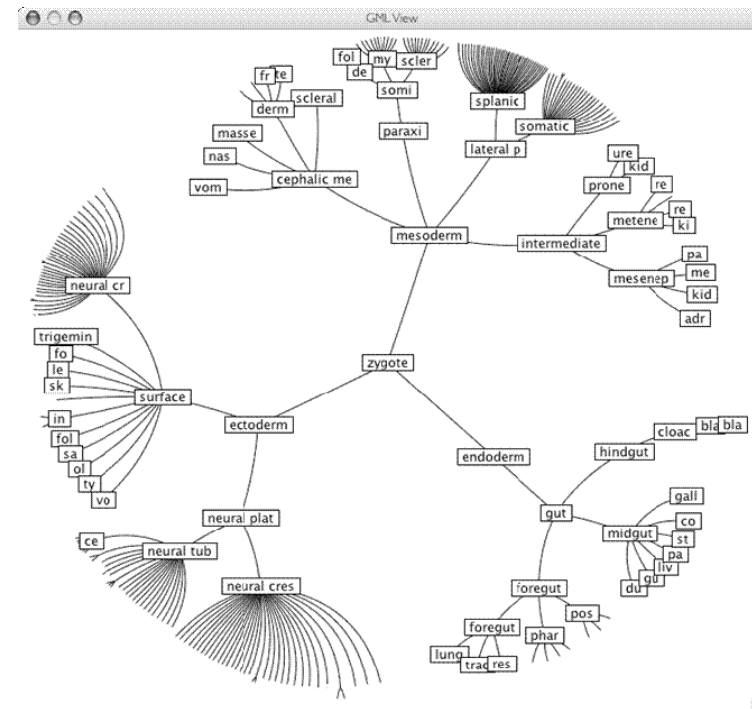 GML View
fol
my
scler
fr
te
de
somi
splanic
derm
scleral
somatic
masse
paraxi
lateral p
nas
ure
kid
vom
cephalic me
prone
re
metene
re
ki
mesoderm
intermediate
pa
me
mesenep
kid
neural cr
adr
trigemin
fo
zygote
le
sk
surface
in
ectoderm
cloac
bla
bla
fol
hindgut
sa
endoderm
ol
ty
gall
vo
gut
co
neural plat
midgut
st
ce
pa
neural tub
liv
gu
du
neural cres
foregut
pos
foregut
phar
lung
trac
res